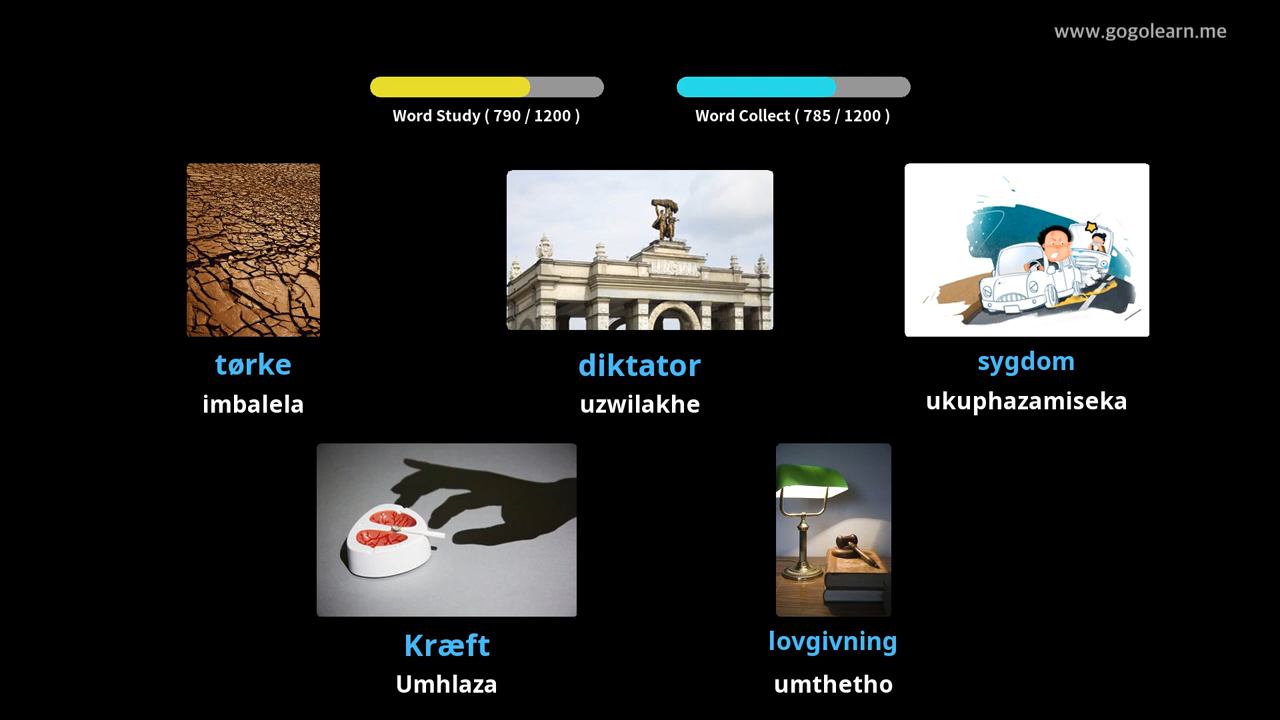 www.gogolearn.me
Word Study ( 790 / 1200 )
Word Collect ( 785 / 1200 )
tørke
imbalela
diktator
uzwilakhe
sygdom
ukuphazamiseka
Kræft
Umhlaza
lovgivning
umthetho